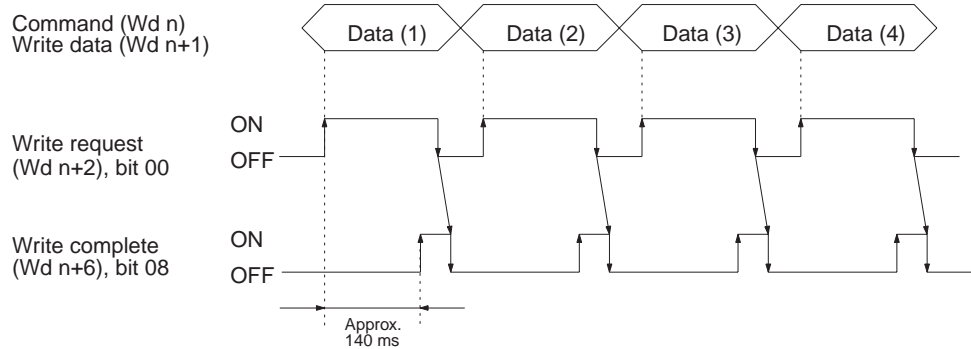 Command (Wd n)
Write data (Wd n+1)
Data (1) Data (2) Data (3) Data (4)
Write request
(Wd n+2), bit 00
ON
OFF
Write complete
(Wd n+6), bit 08
ON
OFF
Approx.
140 ms